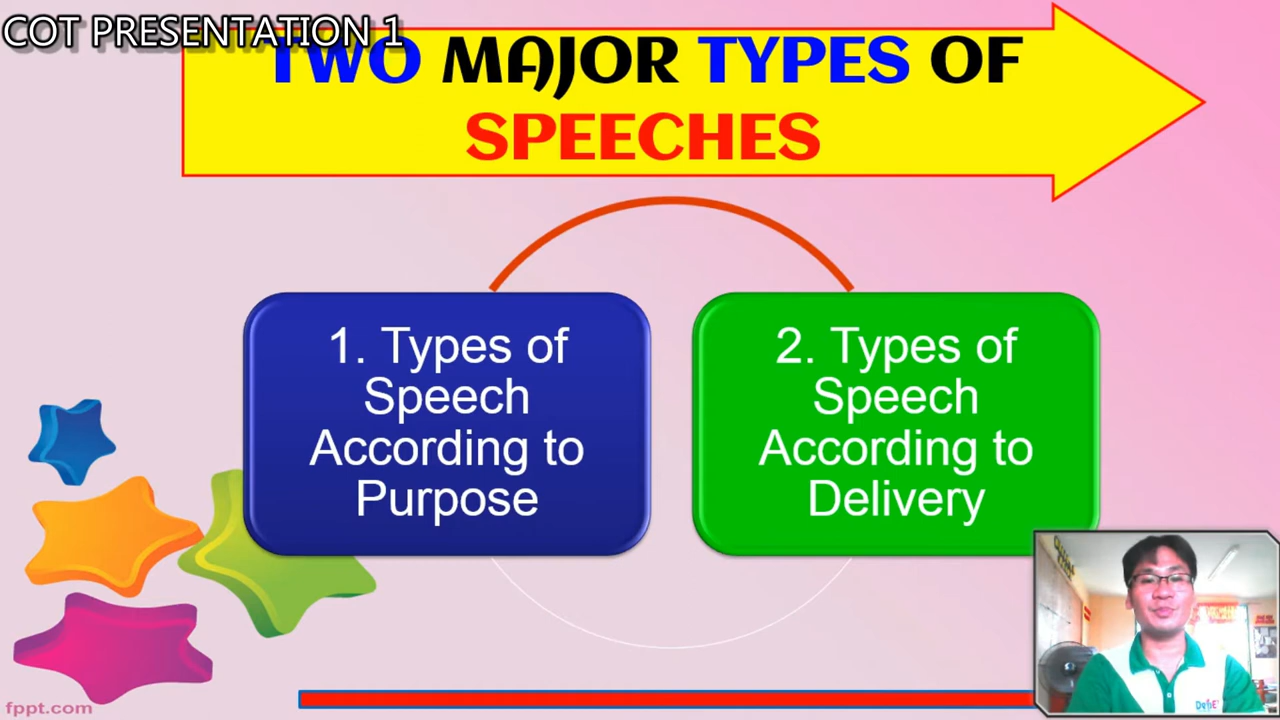 COT PRESENTATION 1
TWO MAJOR TYPES OF
SPEECHES
1. Types of
Speech
According to
Purpose
2. Types of
Speech
According to
Delivery
fppt.com